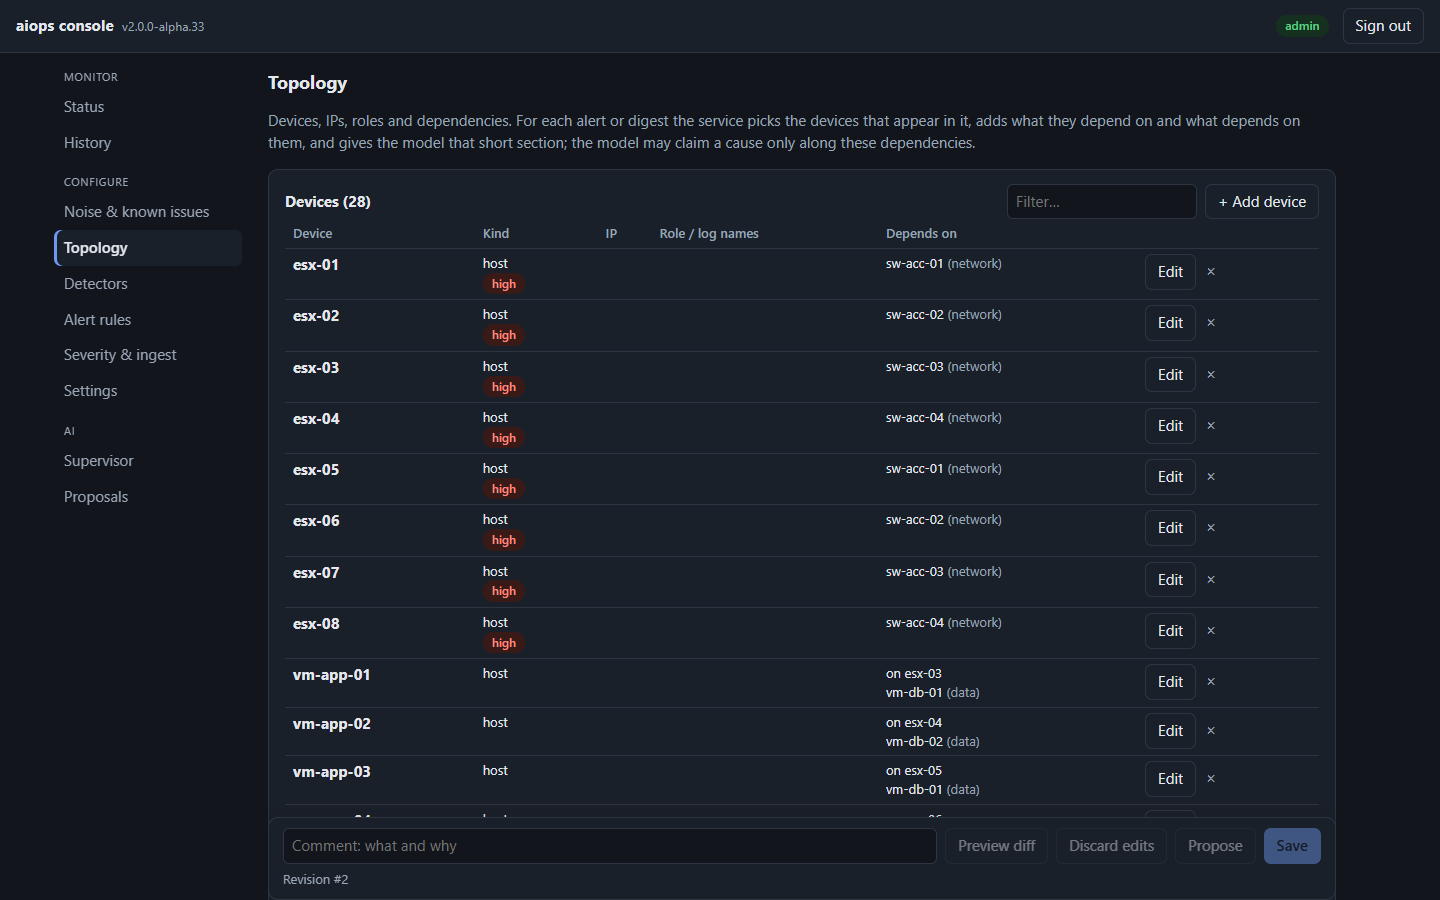 aiops console v2.0.0-alpha.33
admin
Sign out
MONITOR
Status
History
CONFIGURE
Noise & known issues
Topology
Detectors
Alert rules
Severity & ingest
Settings
AI
Supervisor
Proposals
Topology
Devices, IPs, roles and dependencies. For each alert or digest the service picks the devices that appear in it, adds what they depend on and what depends on
them, and gives the model that short section; the model may claim a cause only along these dependencies.
Devices (28)
Filter...
+ Add device
Device Kind IP Role / log names Depends on
esx-01 host sw-acc-01 (network) Edit ×
high
esx-02 host sw-acc-02 (network) Edit ×
high
esx-03 host sw-acc-03 (network) Edit ×
high
esx-04 host sw-acc-04 (network) Edit ×
high
esx-05 host sw-acc-01 (network) Edit ×
high
esx-06 host sw-acc-02 (network) Edit ×
high
esx-07 host sw-acc-03 (network) Edit ×
high
esx-08 host sw-acc-04 (network) Edit ×
high
vm-app-01 host on esx-03 Edit ×
vm-db-01 (data)
vm-app-02 host on esx-04 Edit ×
vm-db-02 (data)
vm-app-03 host on esx-05 Edit ×
vm-db-01 (data)
Comment: what and why
Preview diff
Discard edits
Propose
Save
Revision #2